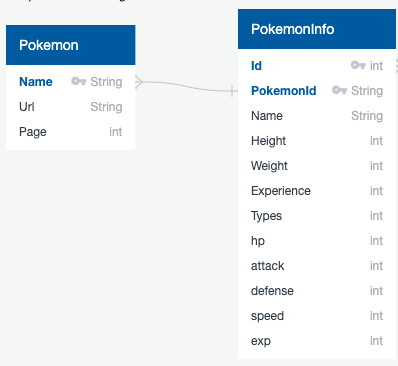 Pokemon
Name String
Url String
Page int
PokemonInfo
Id int
PokemonId String
Name String
Height int
Weight int
Experience int
Types int
hp int
attack int
defense int
speed int
exp int